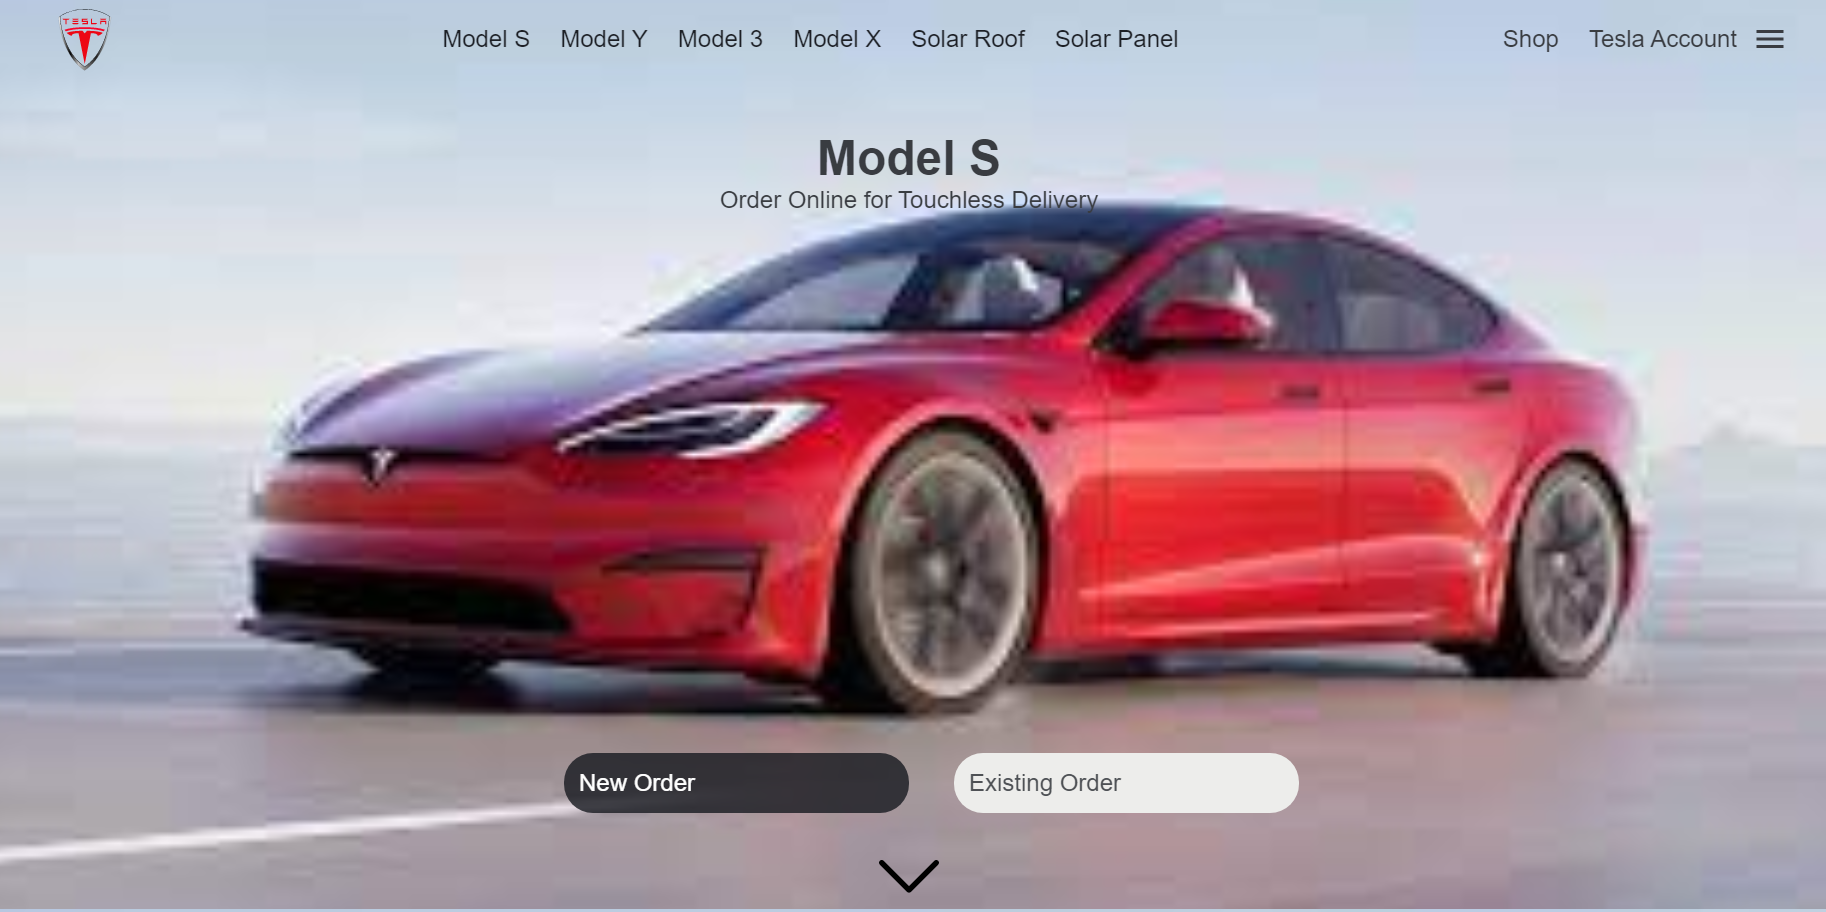 TESLA
Model S Model Y Model 3 Model X Solar Roof Solar Panel Shop Tesla Account
Model S
Order Online for Touchless Delivery
New Order Existing Order